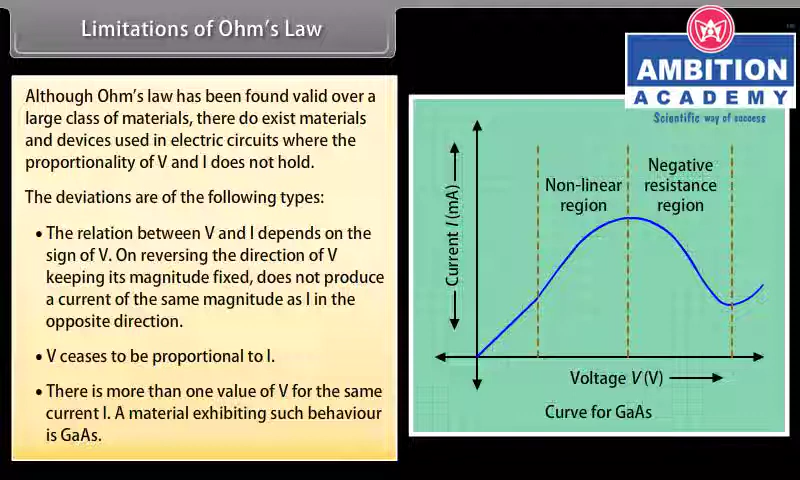 Limitations of Ohm's Law
AMBITION
ACADEMY
Scientific way of success
Although Ohm's law has been found valid over a
large class of materials, there do exist materials
and devices used in electric circuits where the
proportionality of V and I does not hold.
The deviations are of the following types:
• The relation between V and I depends on the
sign of V. On reversing the direction of V
keeping its magnitude fixed, does not produce
a current of the same magnitude as I in the
opposite direction.
• V ceases to be proportional to I.
• There is more than one value of V for the same
current I. A material exhibiting such behaviour
is GaAs.
Current I (mA)
Non-linear
region
Negative
resistance
region
Voltage V (V)
Curve for GaAs